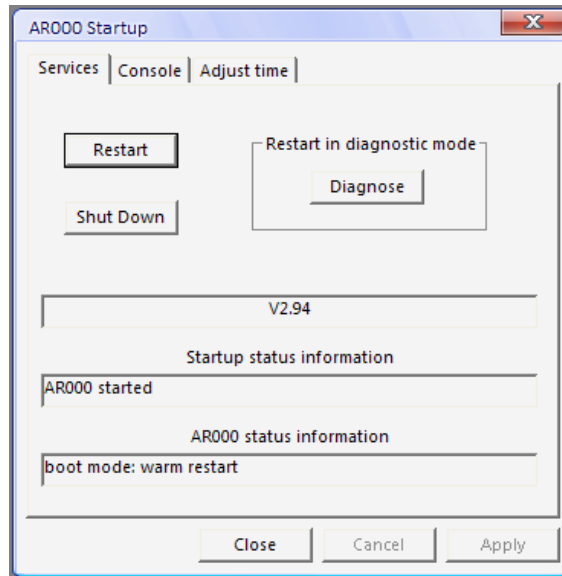 AR000 Startup
Services Console Adjust time
Restart in diagnostic mode
Restart
Diagnose
Shut Down
V2.94
Startup status information
AR000 started
AR000 status information
boot mode: warm restart
Close Cancel Apply